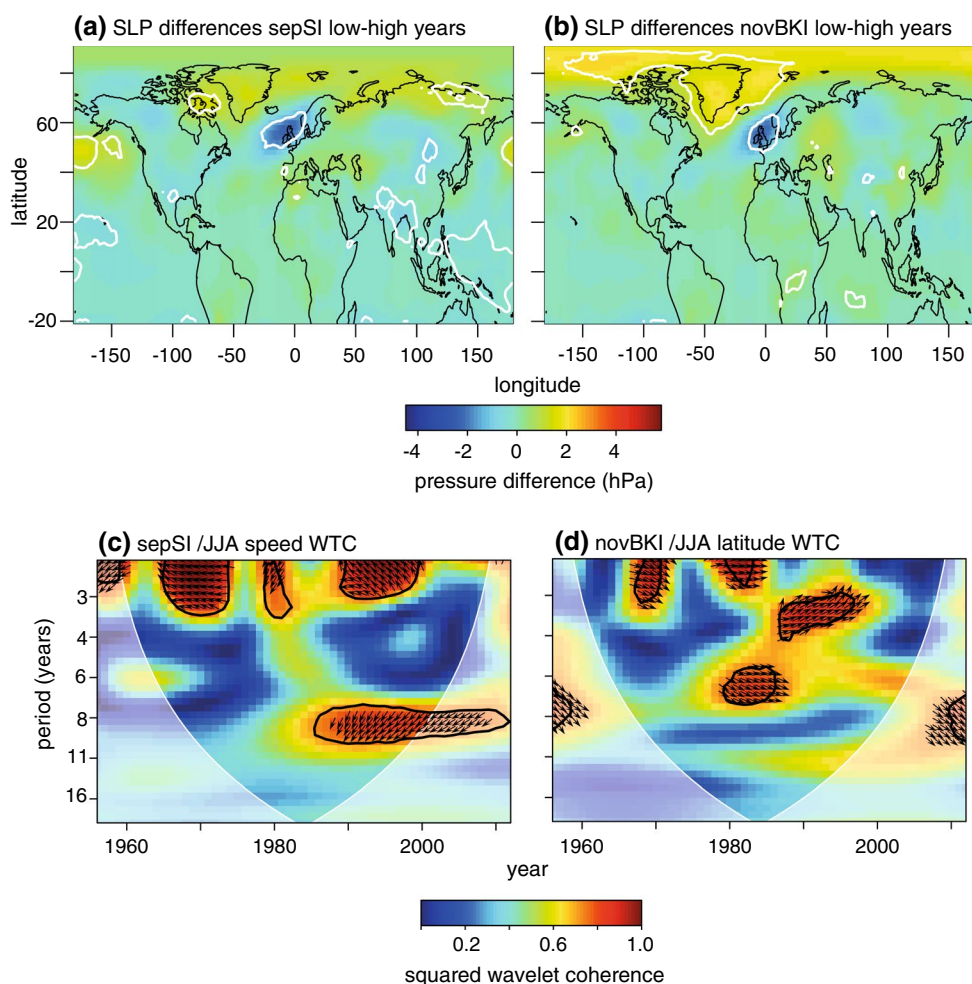 (a) SLP differences sepSI low-high years
(b) SLP differences novBKI low-high years
latitude
60
20
-20
-150 -100 -50 0 50 100 150
-150 -100 -50 0 50 100 150
longitude
-4 -2 0 2 4
pressure difference (hPa)
(c) sepSI /JJA speed WTC
(d) novBKI /JJA latitude WTC
period (years)
3
4
6
8
11
16
1960 1980 2000
1960 1980 2000
year
0.2 0.6 1.0
squared wavelet coherence